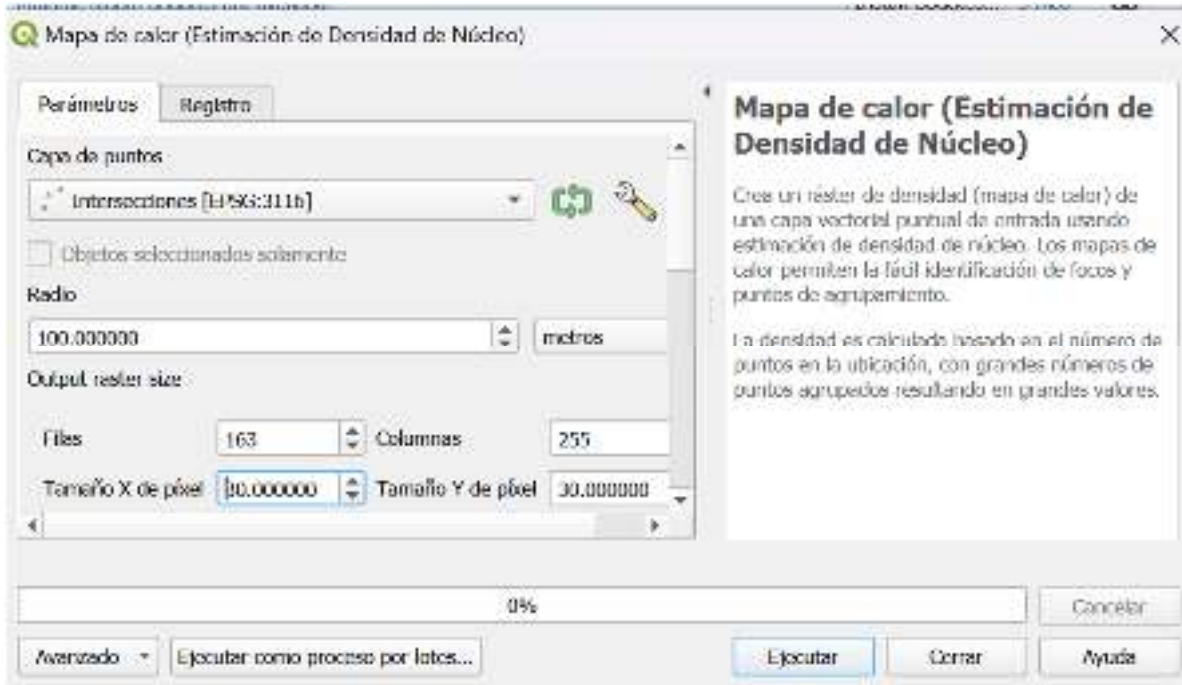 Mapa de calor (Estimación de Densidad de Núcleo)
Parámetros
Registro
Capa de puntos
Intersecciones [EPSG:3116]
Objetos seleccionados solamente
Radio
100.000000
metros
Output raster size
Filas
163
Columnas
255
Tamaño X de píxel
30.000000
Tamaño Y de píxel
30.000000
Mapa de calor (Estimación de
Densidad de Núcleo)
Crea un ráster de densidad (mapa de calor) de
una capa vectorial puntual de entrada usando
estimación de densidad de núcleo. Los mapas de
calor permiten la fácil identificación de focos y
puntos de agrupamiento.
La densidad es calculada basado en el número de
puntos en la ubicación, con grandes números de
puntos agrupados resultando en grandes valores.
0%
Cancelar
Avanzado
Ejecutar como proceso por lotes...
Ejecutar
Cerrar
Ayuda